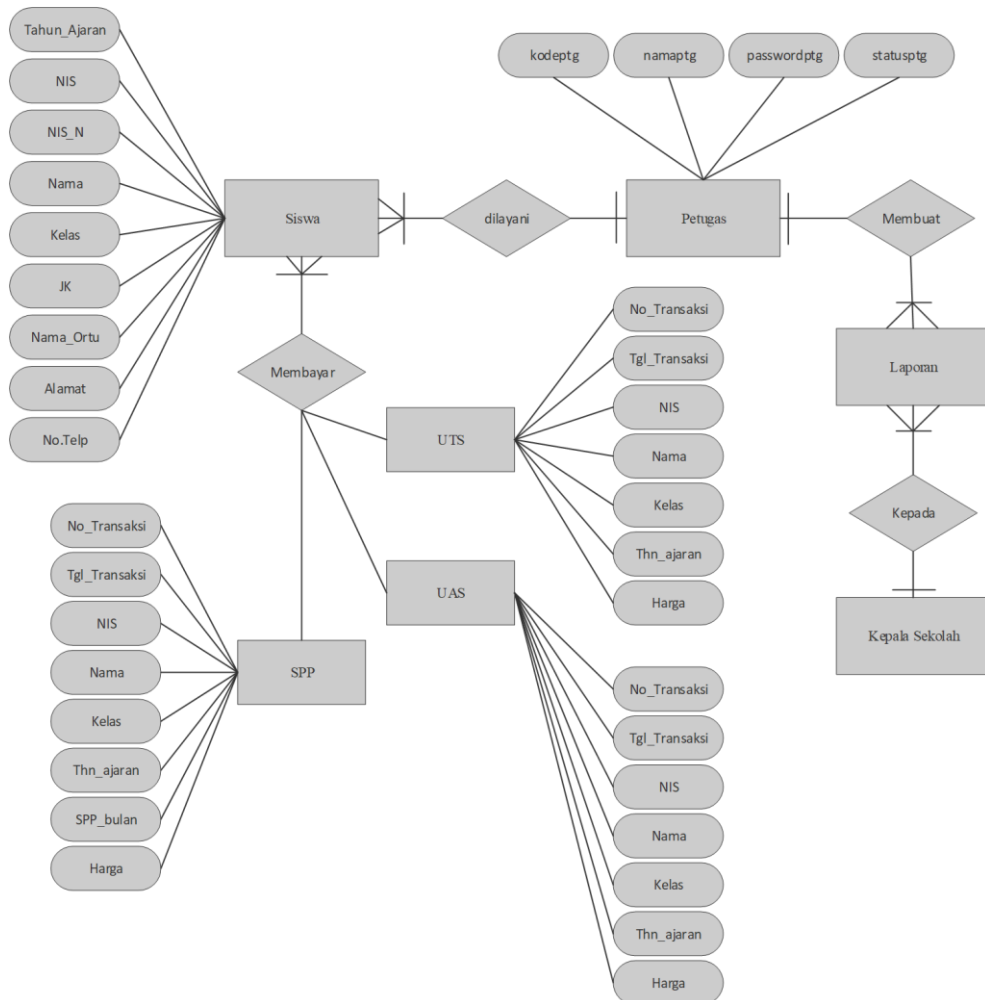 Tahun_Ajaran
NIS
NIS_N
Nama
Kelas
JK
Nama_Ortu
Alamat
No.Telp
kodeptg
namaptg
passwordptg
statusptg
Siswa
dilayani
Petugas
Membuat
Laporan
Kepada
Kepala Sekolah
Membayar
UTS
No_Transaksi
Tgl_Transaksi
NIS
Nama
Kelas
Thn_ajaran
Harga
UAS
No_Transaksi
Tgl_Transaksi
NIS
Nama
Kelas
Thn_ajaran
Harga
SPP
No_Transaksi
Tgl_Transaksi
NIS
Nama
Kelas
Thn_ajaran
SPP_bulan
Harga